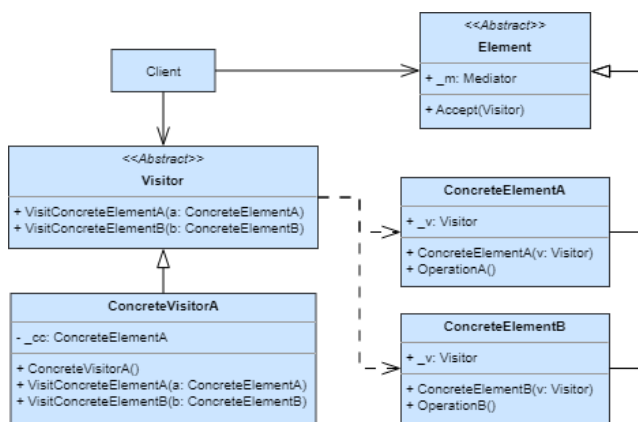 <<Abstract>>
Element
+ _m: Mediator
+Accept(Visitor)
Client
<<Abstract>>
Visitor
+ VisitConcreteElementA(a: ConcreteElementA)
+ VisitConcreteElementB(b: ConcreteElementB)
ConcreteElementA
+ _v: Visitor
+ ConcreteElementA(v: Visitor)
+ OperationA()
ConcreteVisitorA
- _cc: ConcreteElementA
+ ConcreteVisitorA()
+ VisitConcreteElementA(a: ConcreteElementA)
+ VisitConcreteElementB(b: ConcreteElementB)
ConcreteElementB
+ _v: Visitor
+ ConcreteElementB(v: Visitor)
+ OperationB()